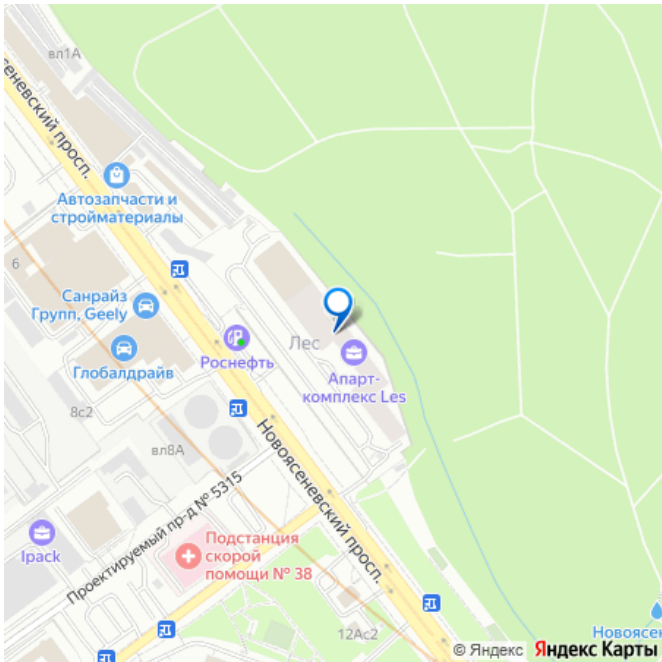 вл1А
сеневский просп.
Автозапчасти и
стройматериалы
6
Санрайз
Групп, Geely
Роснефть
Лес
Глобалдрайв
Апарт-
комплекс Les
8с2
вл8А
Новоясеневский просп.
Проектируемый пр-д № 5315
Ipack
Подстанция
скорой
помощи № 38
12Ас2
Новоясен
© Яндекс Яндекс Карты